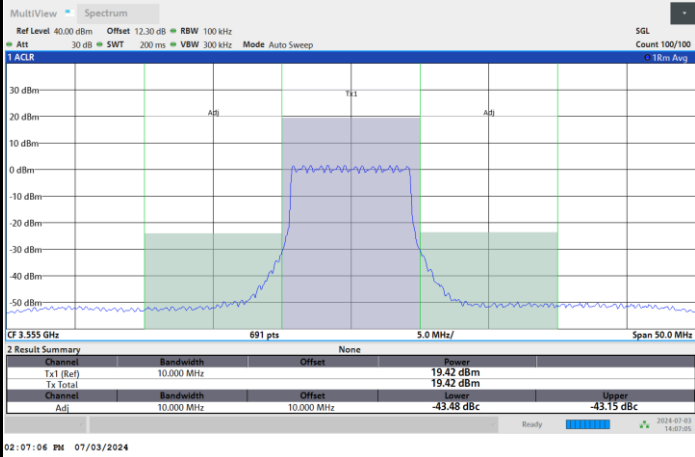 MultiView Spectrum
Ref Level 40.00 dBm Offset 12.30 dB RBW 100 kHz SGL
Att 30 dB SWT 200 ms VBW 300 kHz Mode Auto Sweep Count 100/100
1 ACLR 1Rm Avg
30 dBm
Tx1
20 dBm
Adj Adj
10 dBm
0 dBm
-10 dBm
-20 dBm
-30 dBm
-40 dBm
-50 dBm
CF 3.555 GHz 691 pts 5.0 MHz/ Span 50.0 MHz
2 Result Summary None
Channel Bandwidth Offset Power
Tx1 (Ref) 10.000 MHz 19.42 dBm
Tx Total 19.42 dBm
Channel Bandwidth Offset Lower Upper
Adj 10.000 MHz 10.000 MHz -43.48 dBc -43.15 dBc
Ready 2024-07-03
14:07:05
02:07:06 PM 07/03/2024